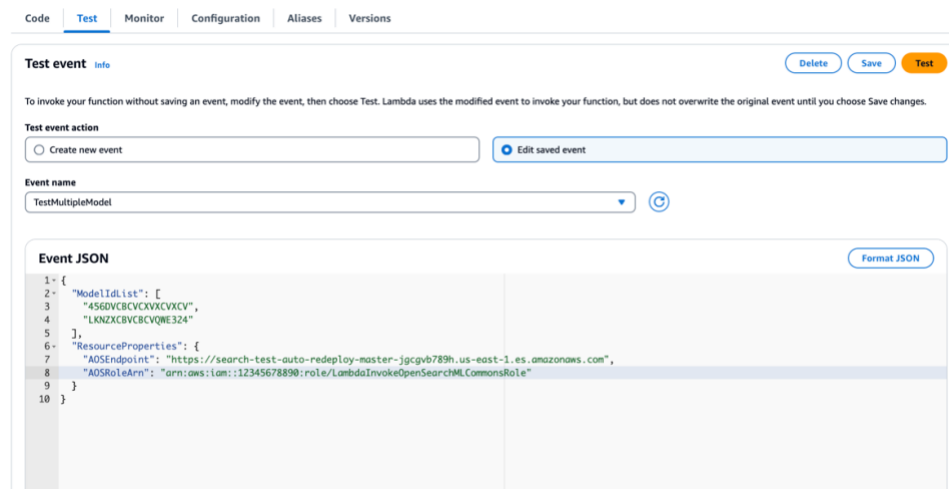 Code Test Monitor Configuration Aliases Versions
Test event Info Delete Save Test
To invoke your function without saving an event, modify the event, then choose Test. Lambda uses the modified event to invoke your function, but does not overwrite the original event until you choose Save changes.
Test event action
Create new event Edit saved event
Event name
TestMultipleModel
Event JSON Format JSON
1 {
2 "ModelIdList": [
3 "456DVCBCVCXVXCVXCV",
4 "LKNZXCBVCBCVQWE324"
5 ],
6 "ResourceProperties": {
7 "AOSEndpoint": "https://search-test-auto-redeploy-master-jgcgvb789h.us-east-1.es.amazonaws.com",
8 "AOSRoleArn": "arn:aws:iam::12345678890:role/LambdaInvokeOpenSearchMLCommonsRole"
9 }
10 }